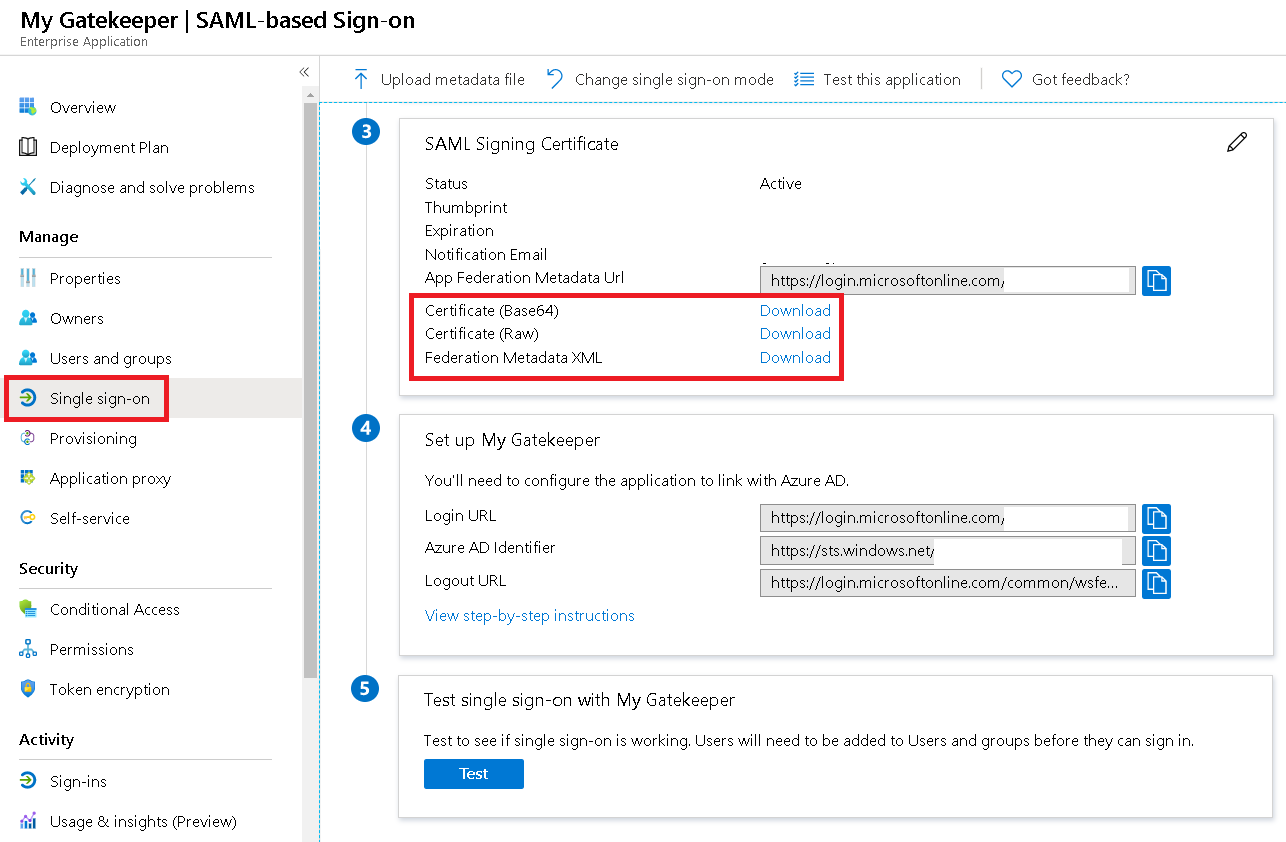 My Gatekeeper | SAML-based Sign-on
Enterprise Application
«
Overview
Deployment Plan
Diagnose and solve problems
Manage
Properties
Owners
Users and groups
Single sign-on
Provisioning
Application proxy
Self-service
Security
Conditional Access
Permissions
Token encryption
Activity
Sign-ins
Usage & insights (Preview)
Upload metadata file Change single sign-on mode Test this application Got feedback?
3
SAML Signing Certificate
Status Active
Thumbprint
Expiration
Notification Email
App Federation Metadata Url https://login.microsoftonline.com/
Certificate (Base64) Download
Certificate (Raw) Download
Federation Metadata XML Download
4
Set up My Gatekeeper
You'll need to configure the application to link with Azure AD.
Login URL https://login.microsoftonline.com/
Azure AD Identifier https://sts.windows.net/
Logout URL https://login.microsoftonline.com/common/wsfe...
View step-by-step instructions
5
Test single sign-on with My Gatekeeper
Test to see if single sign-on is working. Users will need to be added to Users and groups before they can sign in.
Test